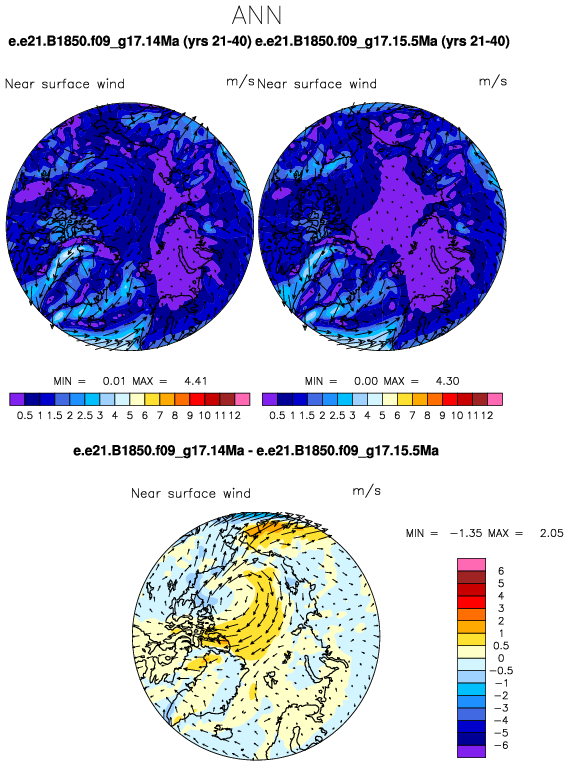 ANN
e.e21.B1850.f09_g17.14Ma (yrs 21-40) e.e21.B1850.f09_g17.15.5Ma (yrs 21-40)
Near surface wind m/s Near surface wind m/s
MIN = 0.01 MAX = 4.41 MIN = 0.00 MAX = 4.30
0.5 1 1.5 2 2.5 3 4 5 6 7 8 9 10 11 12 0.5 1 1.5 2 2.5 3 4 5 6 7 8 9 10 11 12
e.e21.B1850.f09_g17.14Ma - e.e21.B1850.f09_g17.15.5Ma
Near surface wind m/s
MIN = -1.35 MAX = 2.05
6
5
4
3
2
1
0.5
0
-0.5
-1
-2
-3
-4
-5
-6